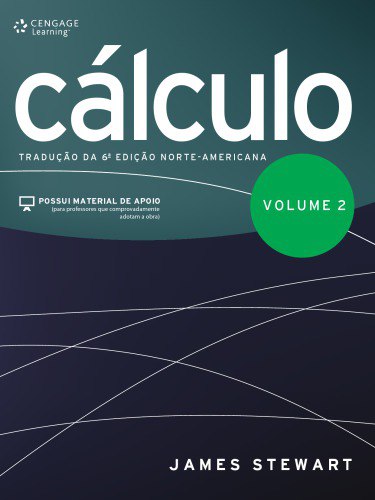 CENGAGE
Learning™
cálculo
TRADUÇÃO DA 6ª EDIÇÃO NORTE-AMERICANA
POSSUI MATERIAL DE APOIO
(para professores que comprovadamente
adotam a obra)
VOLUME 2
JAMES STEWART